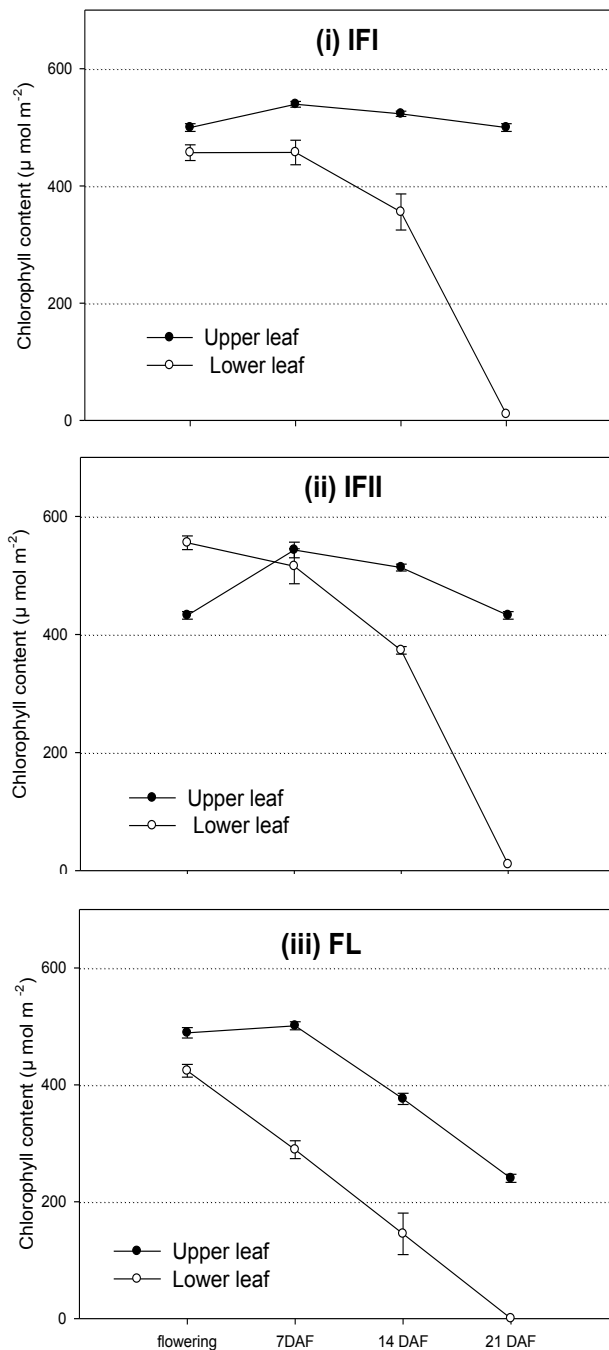 (i) IFI
Chlorophyll content (μ mol m⁻²)
600
400
200
0
Upper leaf
Lower leaf
(ii) IFII
Chlorophyll content (μ mol m⁻²)
600
400
200
0
Upper leaf
Lower leaf
(iii) FL
Chlorophyll content (μ mol m⁻²)
600
400
200
0
Upper leaf
Lower leaf
flowering 7DAF 14 DAF 21 DAF